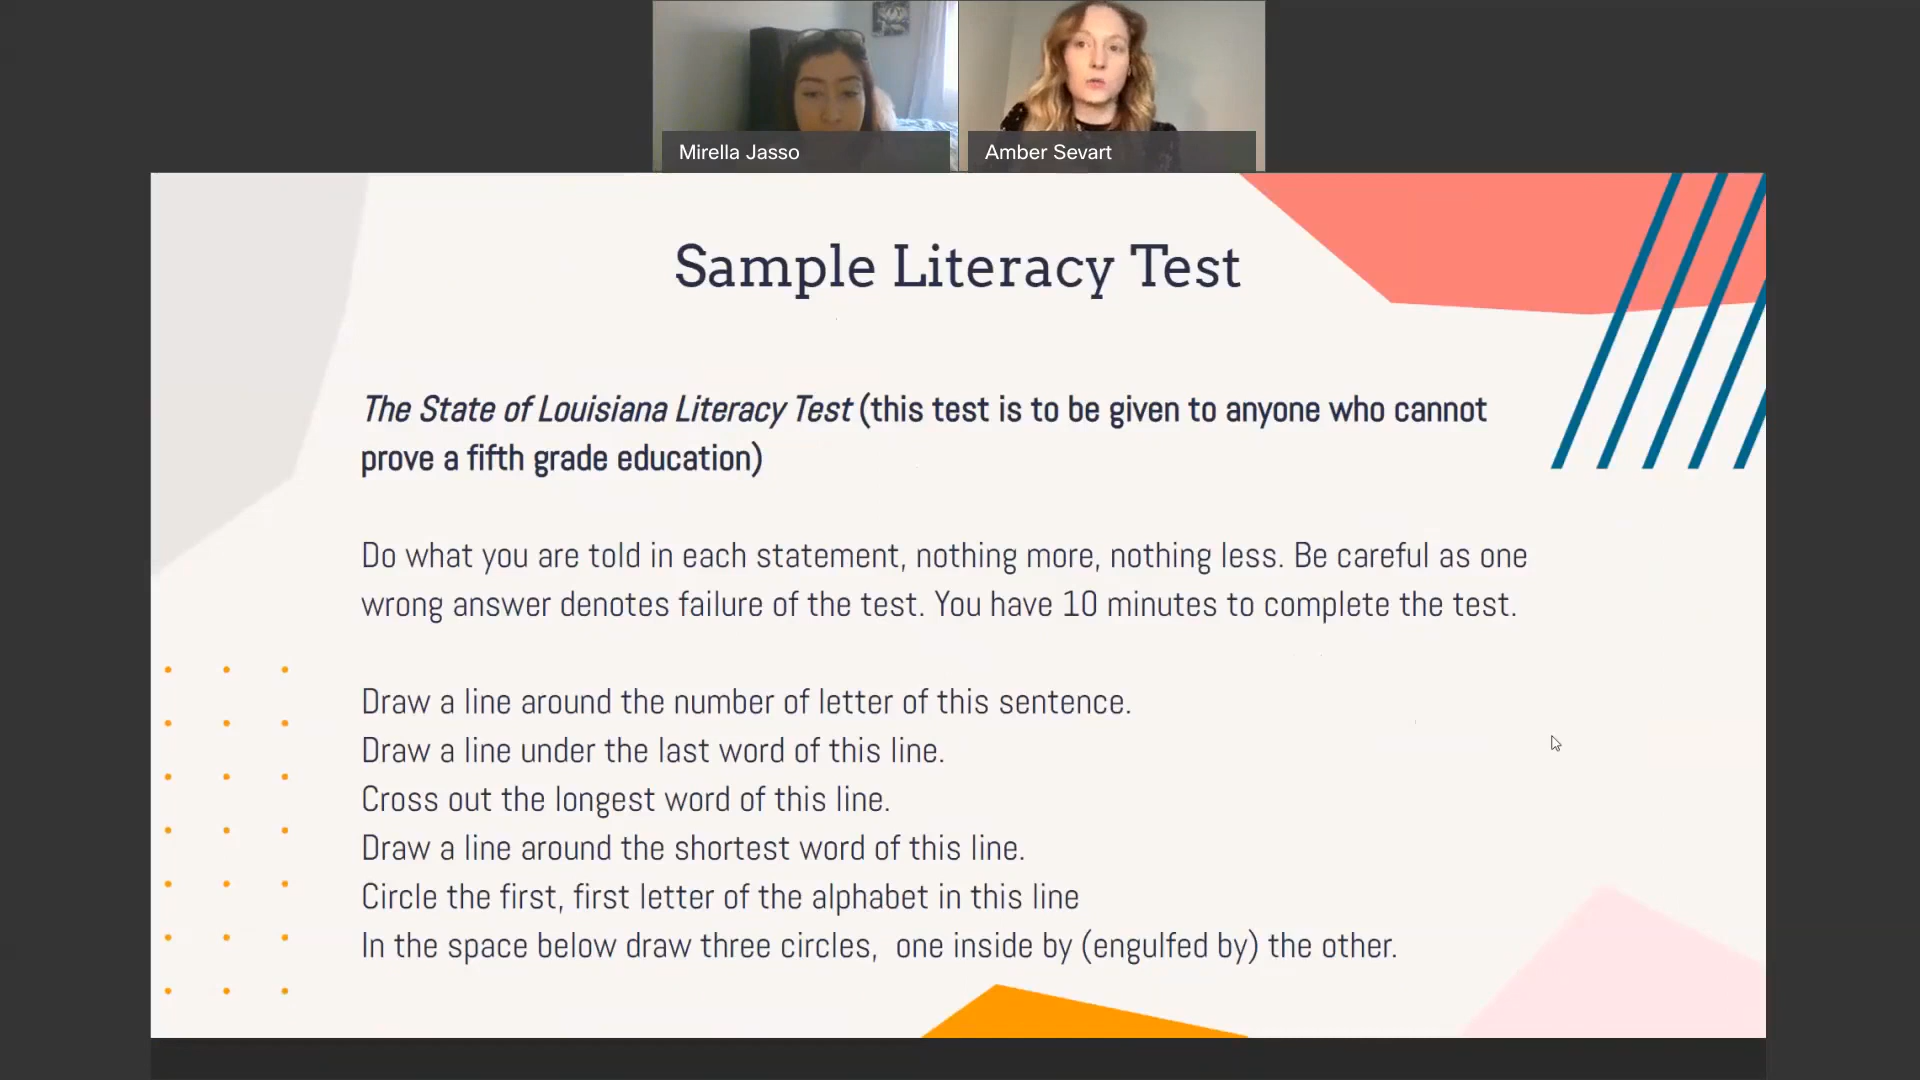 Mirella Jasso
Amber Sevart
Sample Literacy Test
The State of Louisiana Literacy Test (this test is to be given to anyone who cannot
prove a fifth grade education)
Do what you are told in each statement, nothing more, nothing less. Be careful as one
wrong answer denotes failure of the test. You have 10 minutes to complete the test.
Draw a line around the number of letter of this sentence.
Draw a line under the last word of this line.
Cross out the longest word of this line.
Draw a line around the shortest word of this line.
Circle the first, first letter of the alphabet in this line
In the space below draw three circles,  one inside by (engulfed by) the other.